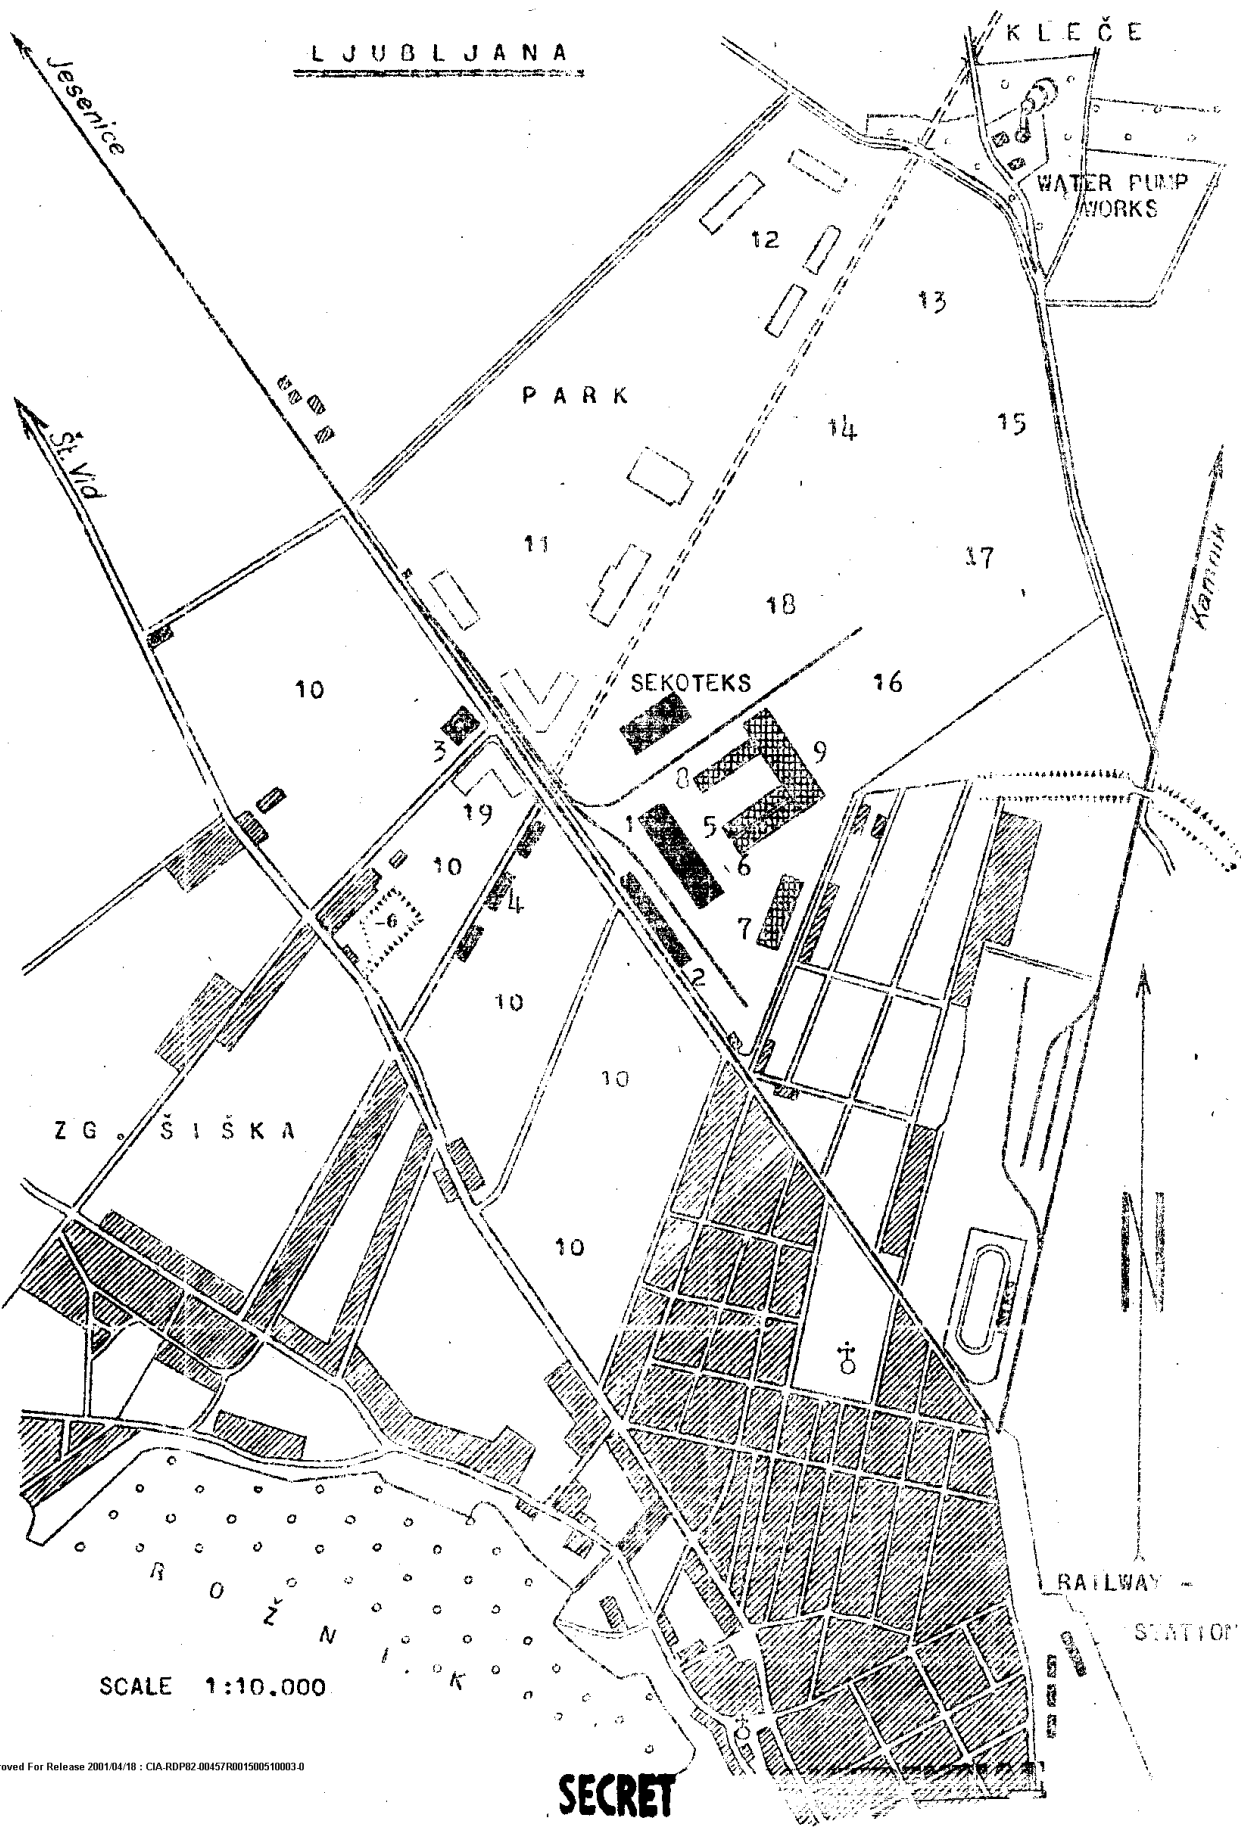 LJUBLJANA
KLEČE
Jesenice
WATER PUMP
WORKS
12
13
PARK
14
15
Št. Vid
11
17
Kamnik
18
10
SEKOTEKS
16
3
9
8
19
1
5
10
6
4
-6
7
2
10
10
ZG. ŠIŠKA
N
10
ROŽNIK
RAILWAY -
STATION
SCALE 1:10.000
roved For Release 2001/04/18 : CIA-RDP82-00457R001500510003-0
SECRET